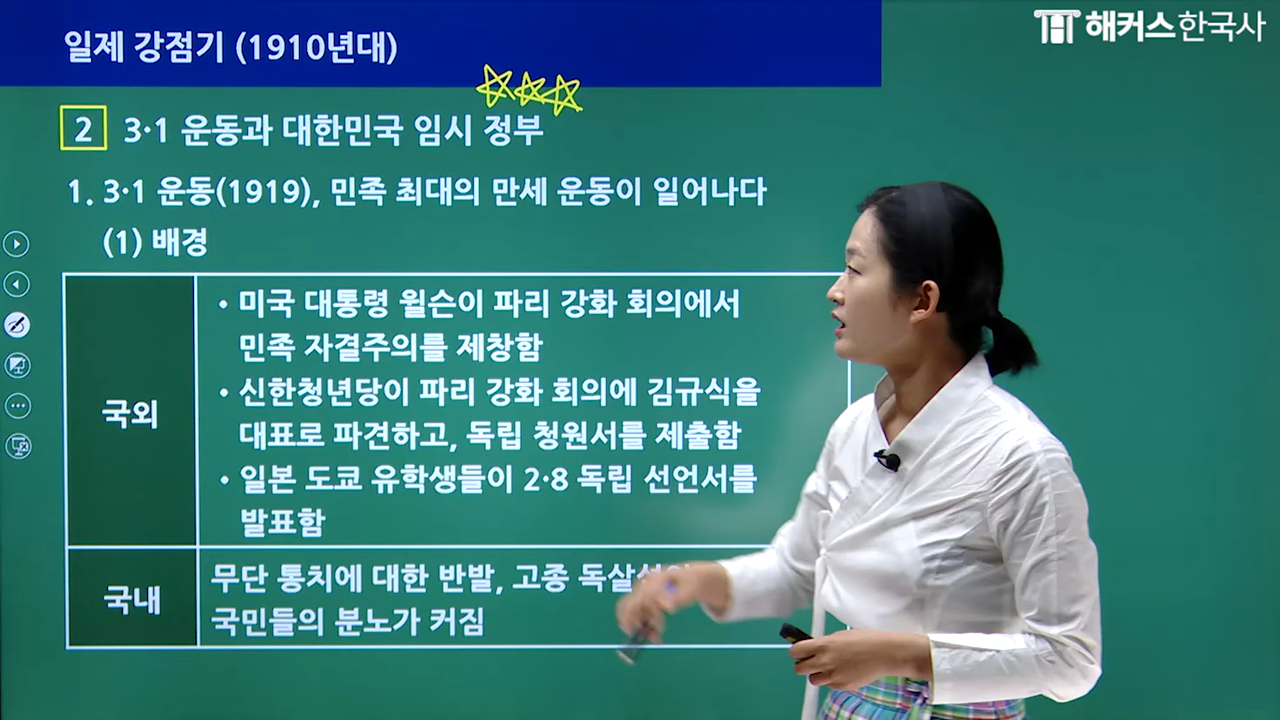 해커스한국사
일제 강점기 (1910년대)
2 3·1 운동과 대한민국 임시 정부
1. 3·1 운동(1919), 민족 최대의 만세 운동이 일어나다
(1) 배경
국외
• 미국 대통령 윌슨이 파리 강화 회의에서
민족 자결주의를 제창함
• 신한청년당이 파리 강화 회의에 김규식을
대표로 파견하고, 독립 청원서를 제출함
• 일본 도쿄 유학생들이 2·8 독립 선언서를
발표함
국내
무단 통치에 대한 반발, 고종
국민들의 분노가 커짐